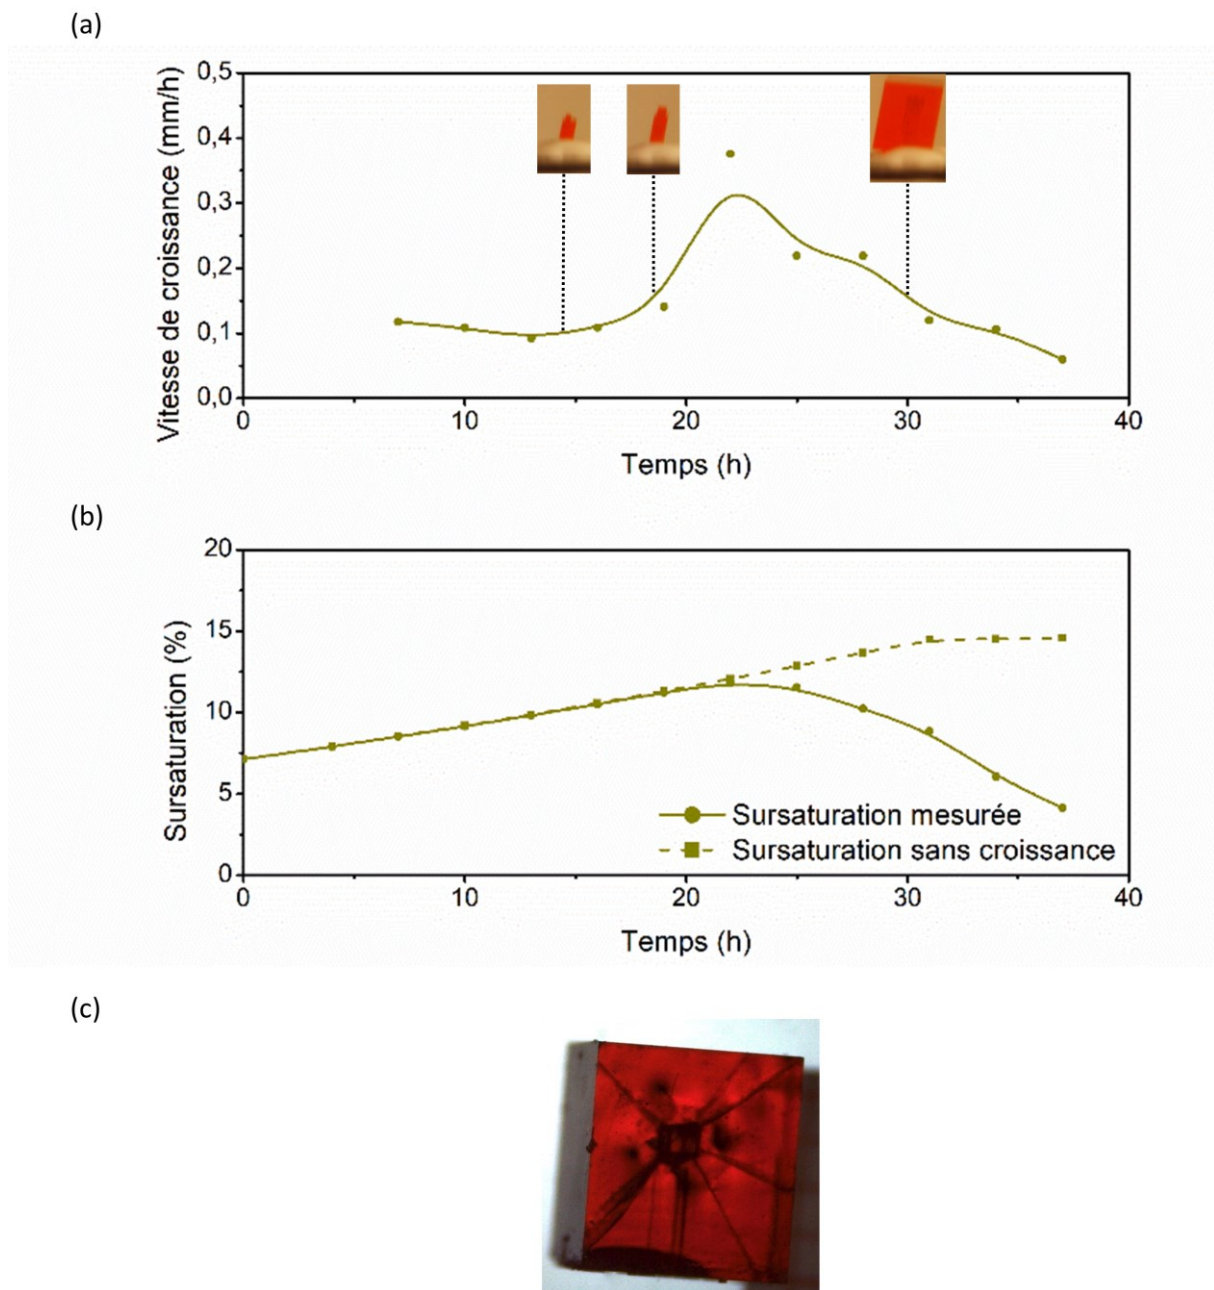 (a)
Vitesse de croissance (mm/h)
0,5
0,4
0,3
0,2
0,1
0,0
0 10 20 30 40
Temps (h)
(b)
Sursaturation (%)
20
15
10
5
0
Sursaturation mesurée
Sursaturation sans croissance
0 10 20 30 40
Temps (h)
(c)